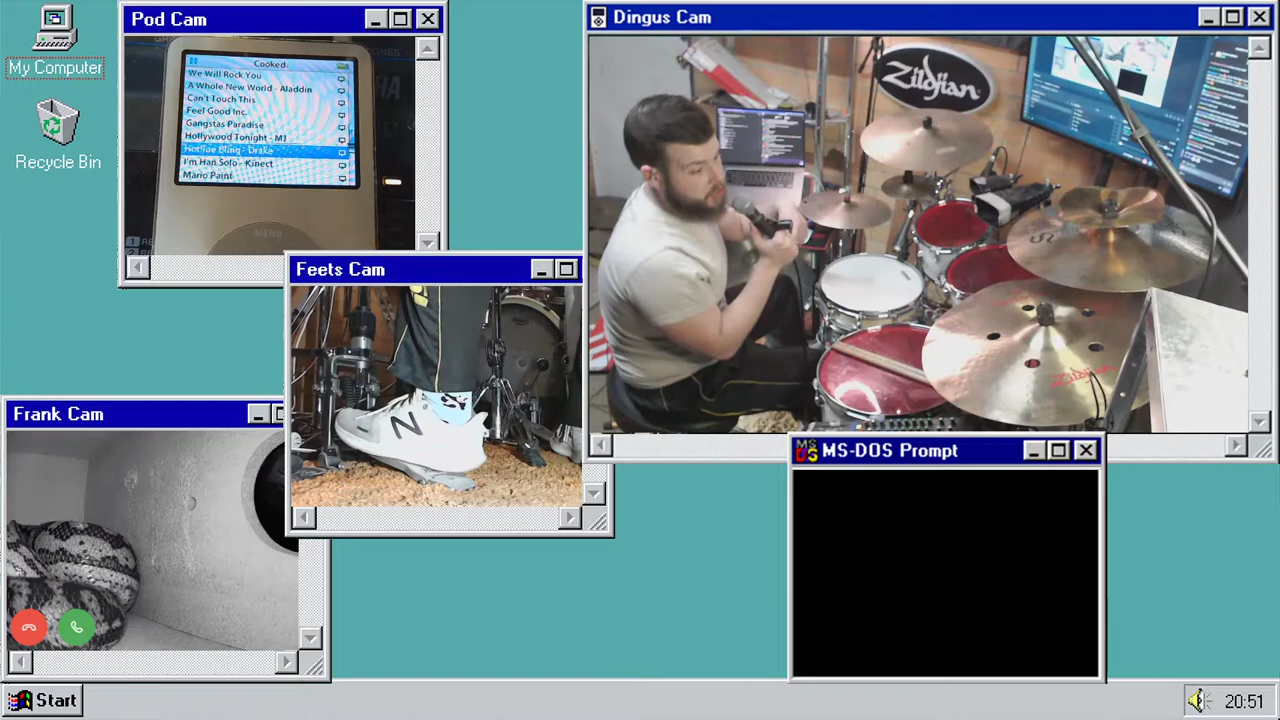 My Computer
Recycle Bin
Pod Cam
Cooked.
We Will Rock You
A Whole New World - Aladdin
Can't Touch This
Feel Good Inc.
Gangstas Paradise
Hollywood Tonight - MJ
Hotline Bling - Drake
I'm Han Solo - Kinect
Mario Paint
MENU
Dingus Cam
Zildjian
Zildjian
Feets Cam
N
Frank Cam
MS-DOS Prompt
Start
20:51